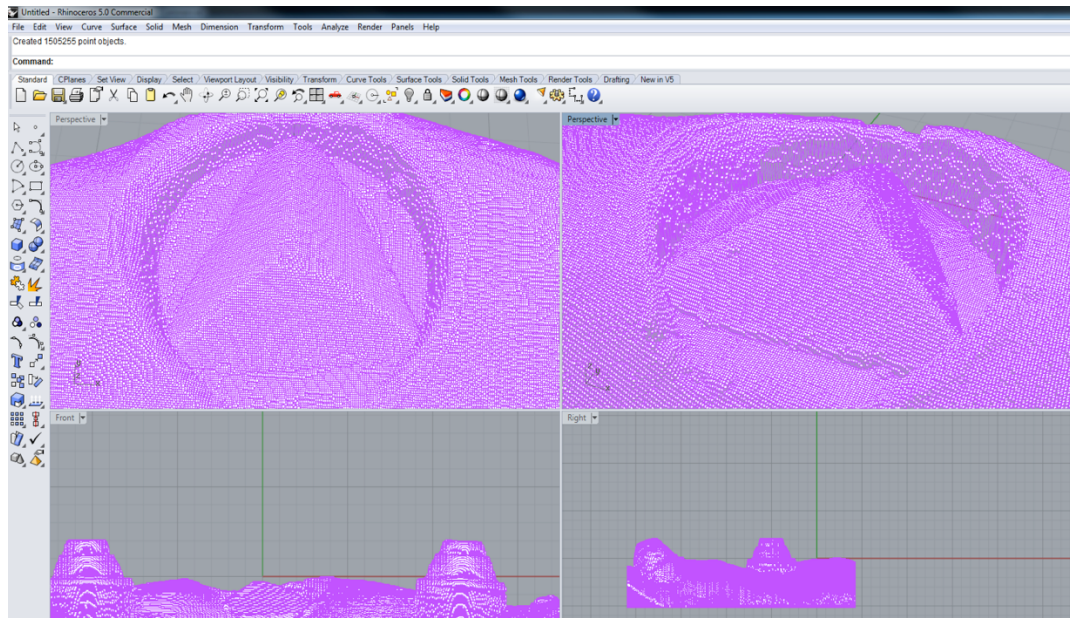 Untitled - Rhinoceros 5.0 Commercial
File Edit View Curve Surface Solid Mesh Dimension Transform Tools Analyze Render Panels Help
Created 1505255 point objects.
Command:
Standard CPlanes Set View Display Select Viewport Layout Visibility Transform Curve Tools Surface Tools Solid Tools Mesh Tools Render Tools Drafting New in V5
Perspective Perspective
Front Right